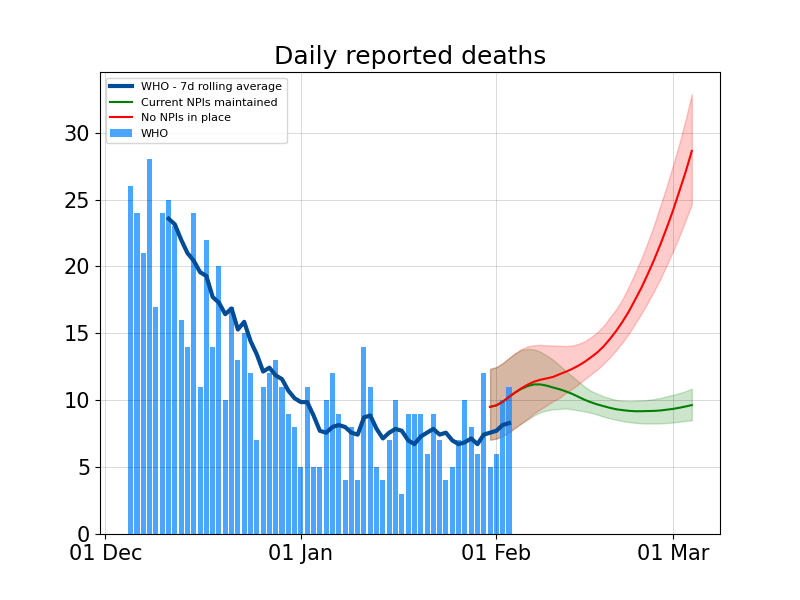 Daily reported deaths
WHO - 7d rolling average
Current NPIs maintained
No NPIs in place
WHO
30
25
20
15
10
5
0
01 Dec
01 Jan
01 Feb
01 Mar